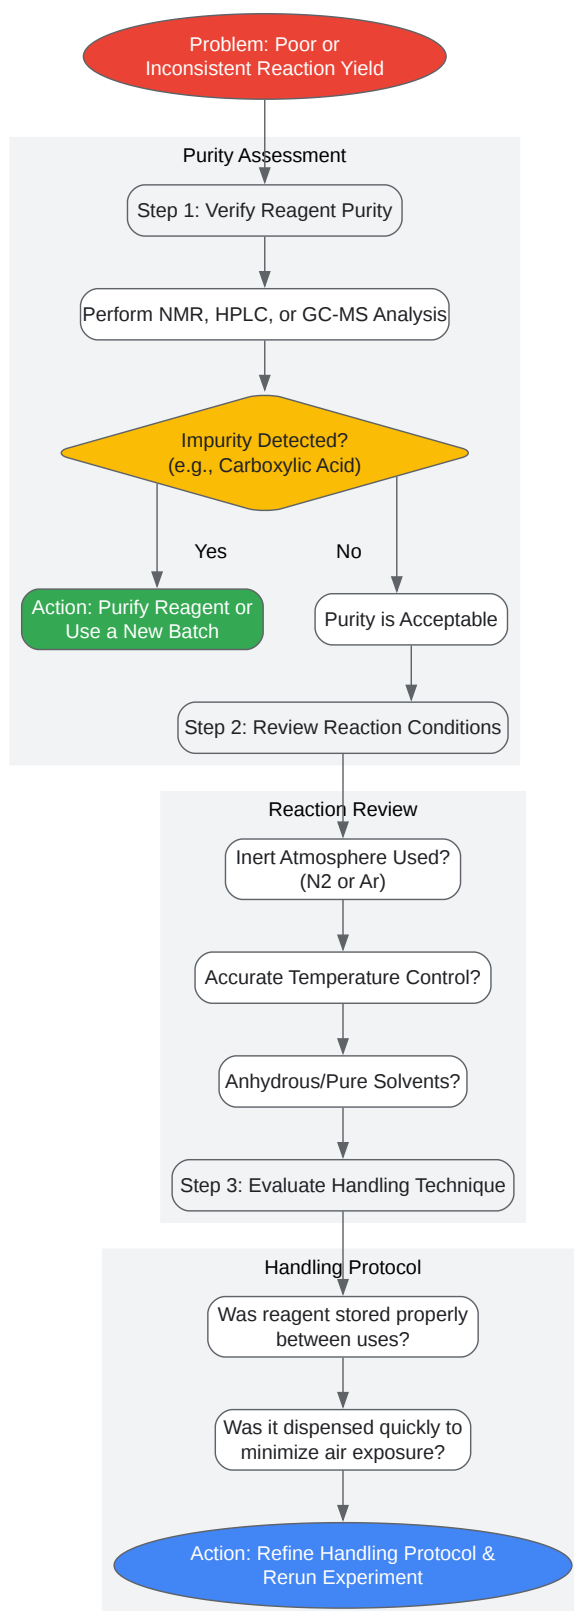 Problem: Poor or
Inconsistent Reaction Yield
Purity Assessment
Step 1: Verify Reagent Purity
Perform NMR, HPLC, or GC-MS Analysis
Impurity Detected?
(e.g., Carboxylic Acid)
Yes
No
Action: Purify Reagent or
Use a New Batch
Purity is Acceptable
Step 2: Review Reaction Conditions
Reaction Review
Inert Atmosphere Used?
(N2 or Ar)
Accurate Temperature Control?
Anhydrous/Pure Solvents?
Step 3: Evaluate Handling Technique
Handling Protocol
Was reagent stored properly
between uses?
Was it dispensed quickly to
minimize air exposure?
Action: Refine Handling Protocol &
Rerun Experiment